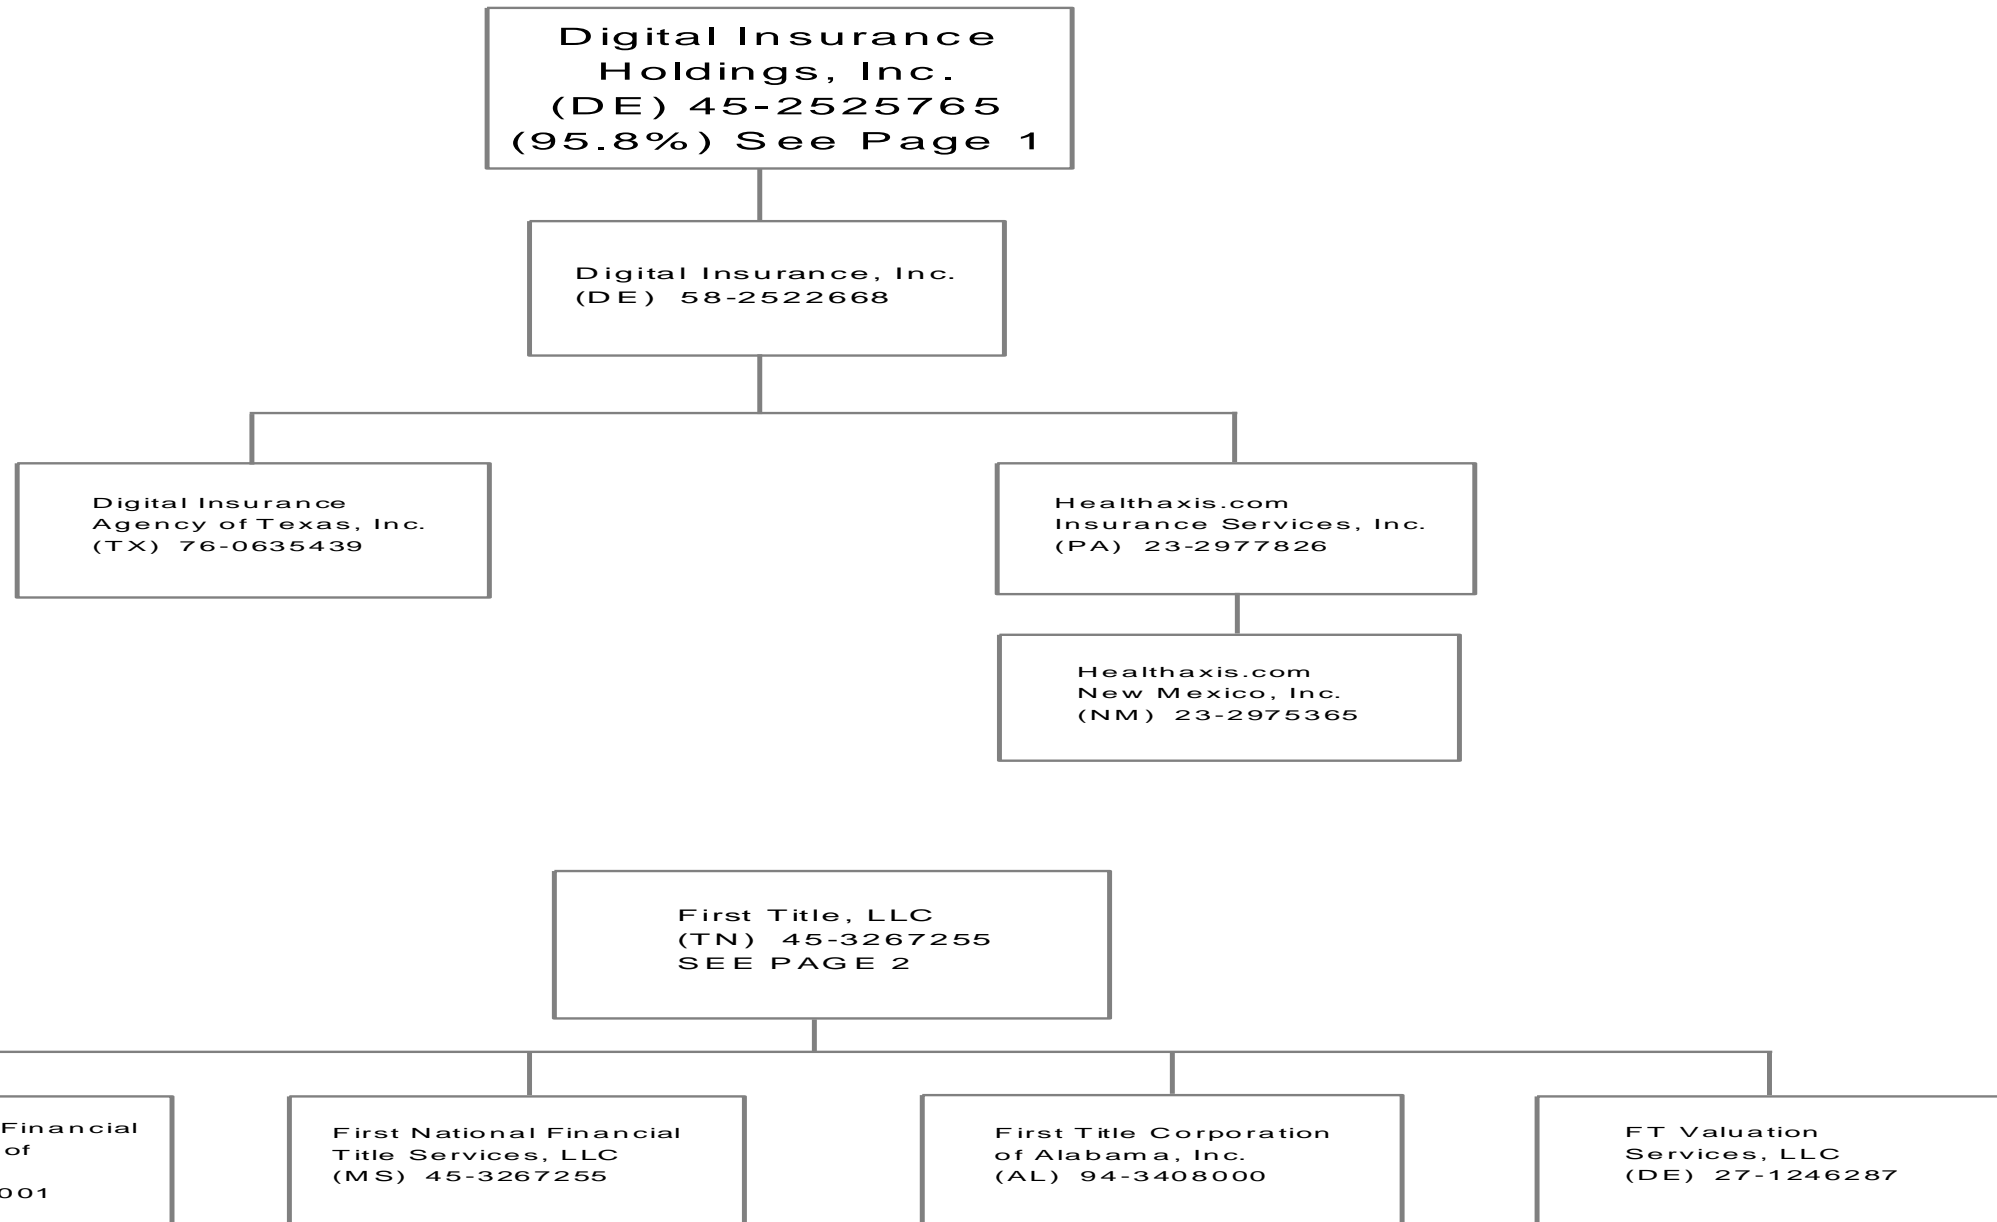 Digital Insurance
Holdings, Inc.
(DE) 45-2525765
(95.8%) See Page 1
Digital Insurance, Inc.
(DE) 58-2522668
Digital Insurance
Agency of Texas, Inc.
(TX) 76-0635439
Healthaxis.com
Insurance Services, Inc.
(PA) 23-2977826
Healthaxis.com
New Mexico, Inc.
(NM) 23-2975365
First Title, LLC
(TN) 45-3267255
SEE PAGE 2
Financial
of
001
First National Financial
Title Services, LLC
(MS) 45-3267255
First Title Corporation
of Alabama, Inc.
(AL) 94-3408000
FT Valuation
Services, LLC
(DE) 27-1246287